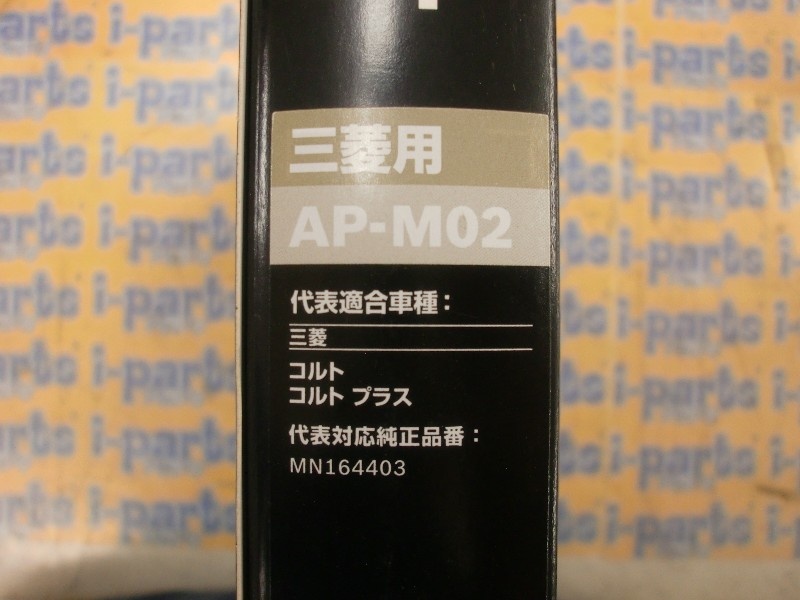 三菱用
AP-M02
代表適合車種：
三菱
コルト
コルト プラス
代表対応純正品番：
MN164403
i-parts